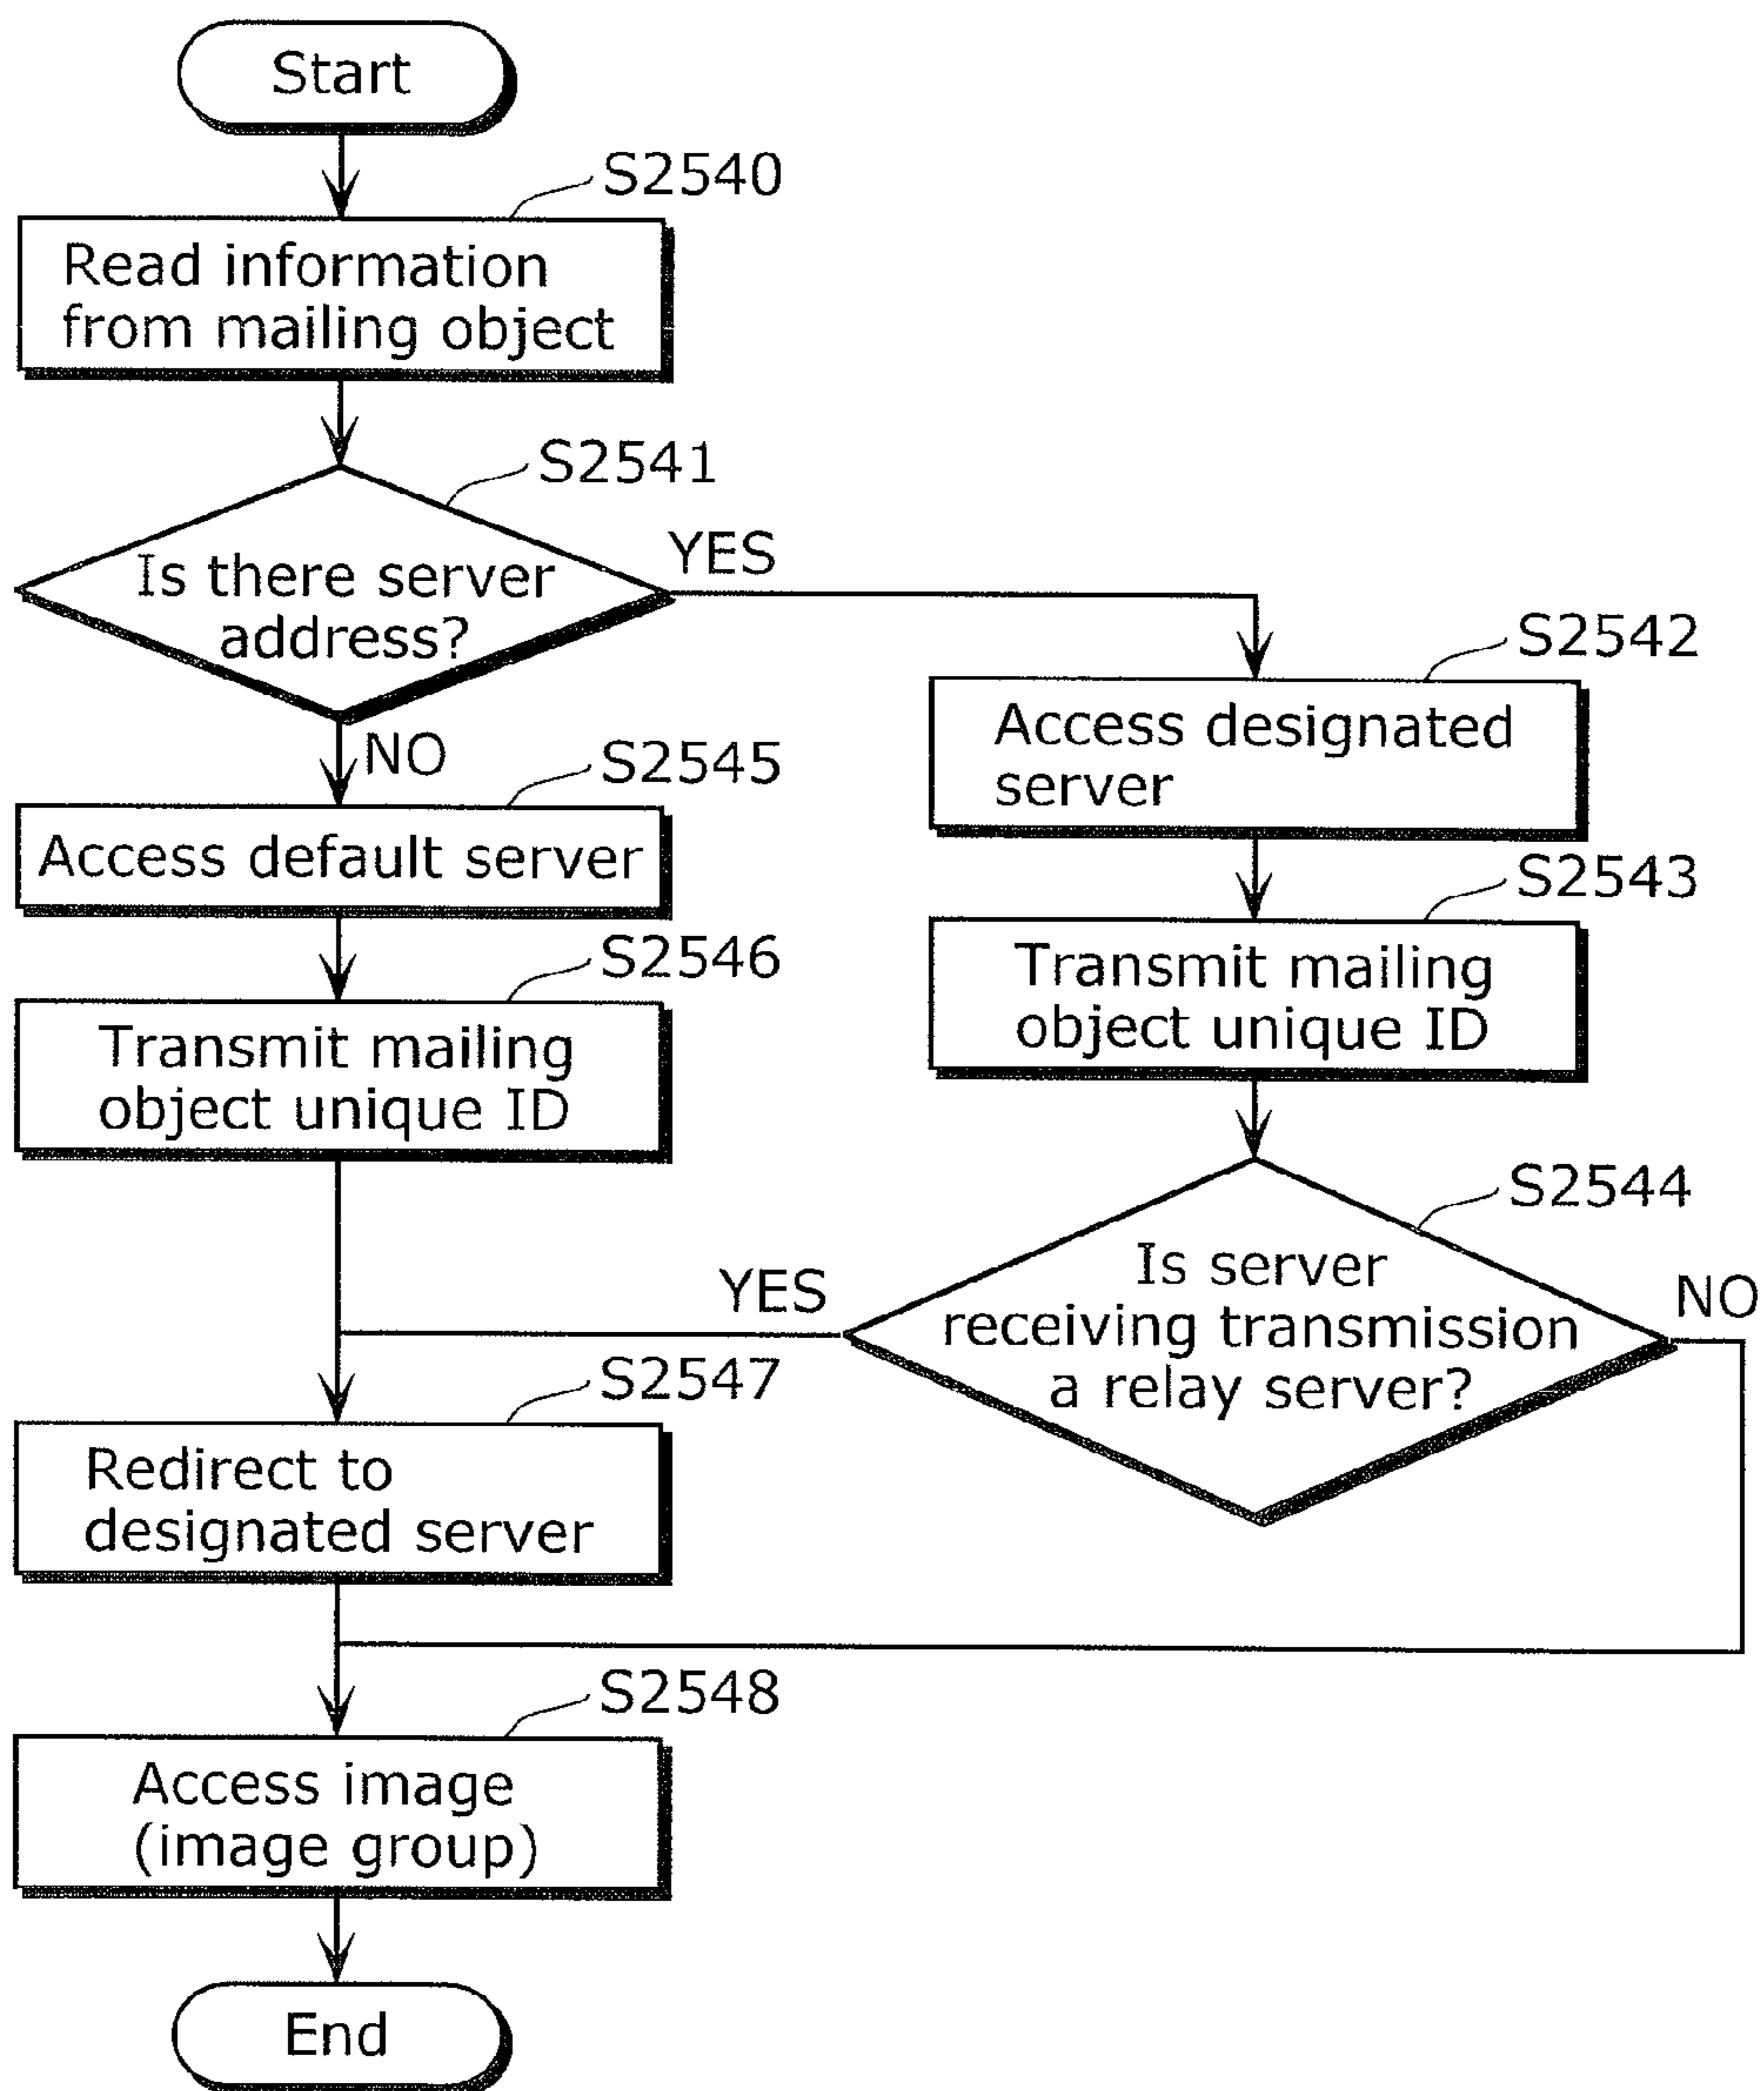 Start
S2540
Read information
from mailing object
S2541
Is there server
address?
YES
NO
S2542
Access designated
server
S2545
Access default server
S2543
Transmit mailing
object unique ID
S2546
Transmit mailing
object unique ID
S2544
Is server
receiving transmission
a relay server?
YES
NO
S2547
Redirect to
designated server
S2548
Access image
(image group)
End